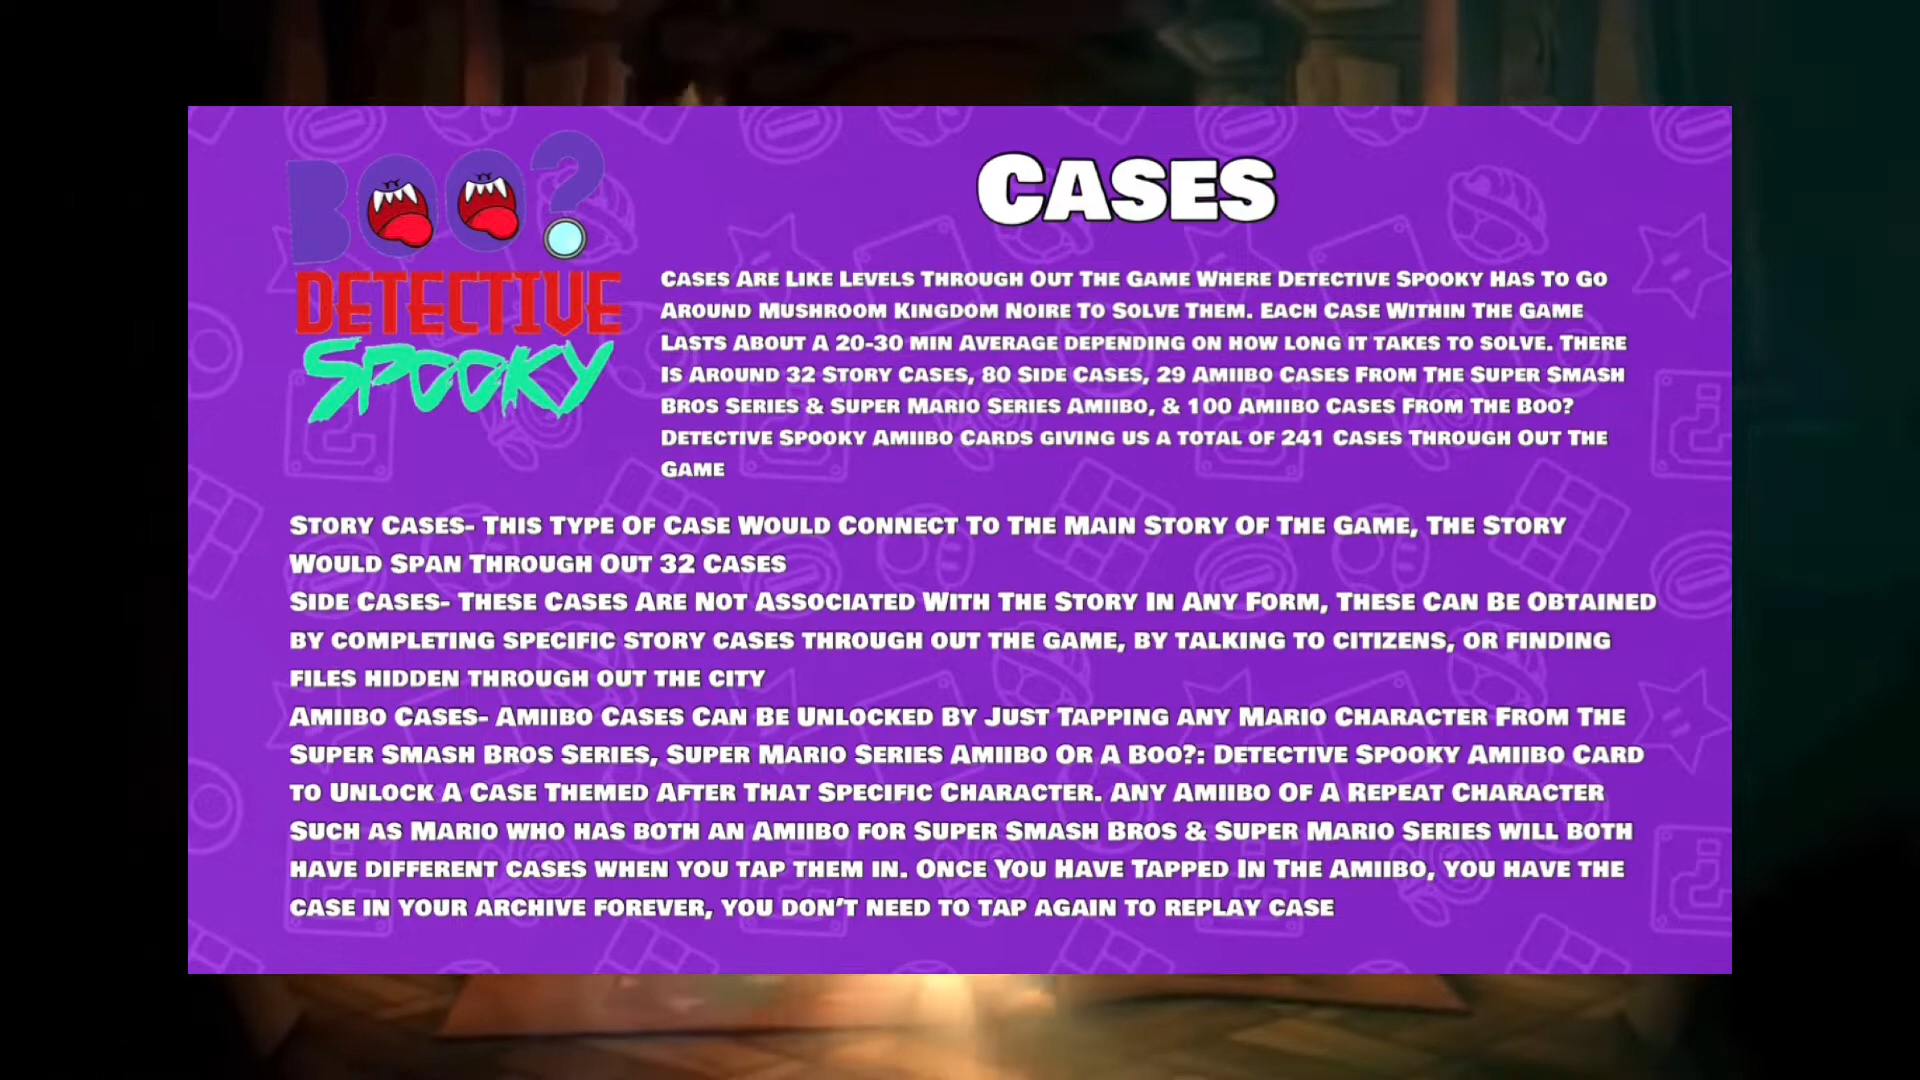 BOO?
DETECTIVE
SPOOKY
CASES
CASES ARE LIKE LEVELS THROUGH OUT THE GAME WHERE DETECTIVE SPOOKY HAS TO GO
AROUND MUSHROOM KINGDOM NOIRE TO SOLVE THEM. EACH CASE WITHIN THE GAME
LASTS ABOUT A 20-30 MIN AVERAGE DEPENDING ON HOW LONG IT TAKES TO SOLVE. THERE
IS AROUND 32 STORY CASES, 80 SIDE CASES, 29 AMIIBO CASES FROM THE SUPER SMASH
BROS SERIES & SUPER MARIO SERIES AMIIBO, & 100 AMIIBO CASES FROM THE BOO?
DETECTIVE SPOOKY AMIIBO CARDS GIVING US A TOTAL OF 241 CASES THROUGH OUT THE
GAME
STORY CASES- THIS TYPE OF CASE WOULD CONNECT TO THE MAIN STORY OF THE GAME, THE STORY
WOULD SPAN THROUGH OUT 32 CASES
SIDE CASES- THESE CASES ARE NOT ASSOCIATED WITH THE STORY IN ANY FORM, THESE CAN BE OBTAINED
BY COMPLETING SPECIFIC STORY CASES THROUGH OUT THE GAME, BY TALKING TO CITIZENS, OR FINDING
FILES HIDDEN THROUGH OUT THE CITY
AMIIBO CASES- AMIIBO CASES CAN BE UNLOCKED BY JUST TAPPING ANY MARIO CHARACTER FROM THE
SUPER SMASH BROS SERIES, SUPER MARIO SERIES AMIIBO OR A BOO?: DETECTIVE SPOOKY AMIIBO CARD
TO UNLOCK A CASE THEMED AFTER THAT SPECIFIC CHARACTER. ANY AMIIBO OF A REPEAT CHARACTER
SUCH AS MARIO WHO HAS BOTH AN AMIIBO FOR SUPER SMASH BROS & SUPER MARIO SERIES WILL BOTH
HAVE DIFFERENT CASES WHEN YOU TAP THEM IN. ONCE YOU HAVE TAPPED IN THE AMIIBO, YOU HAVE THE
CASE IN YOUR ARCHIVE FOREVER, YOU DON'T NEED TO TAP AGAIN TO REPLAY CASE